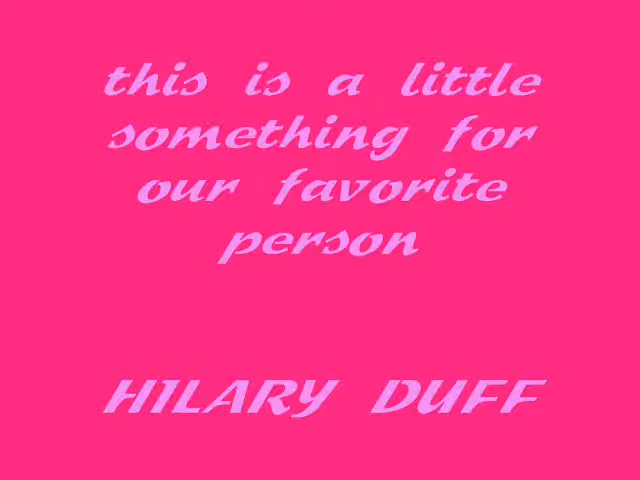 this is a little
something for
our favorite
person
HILARY DUFF